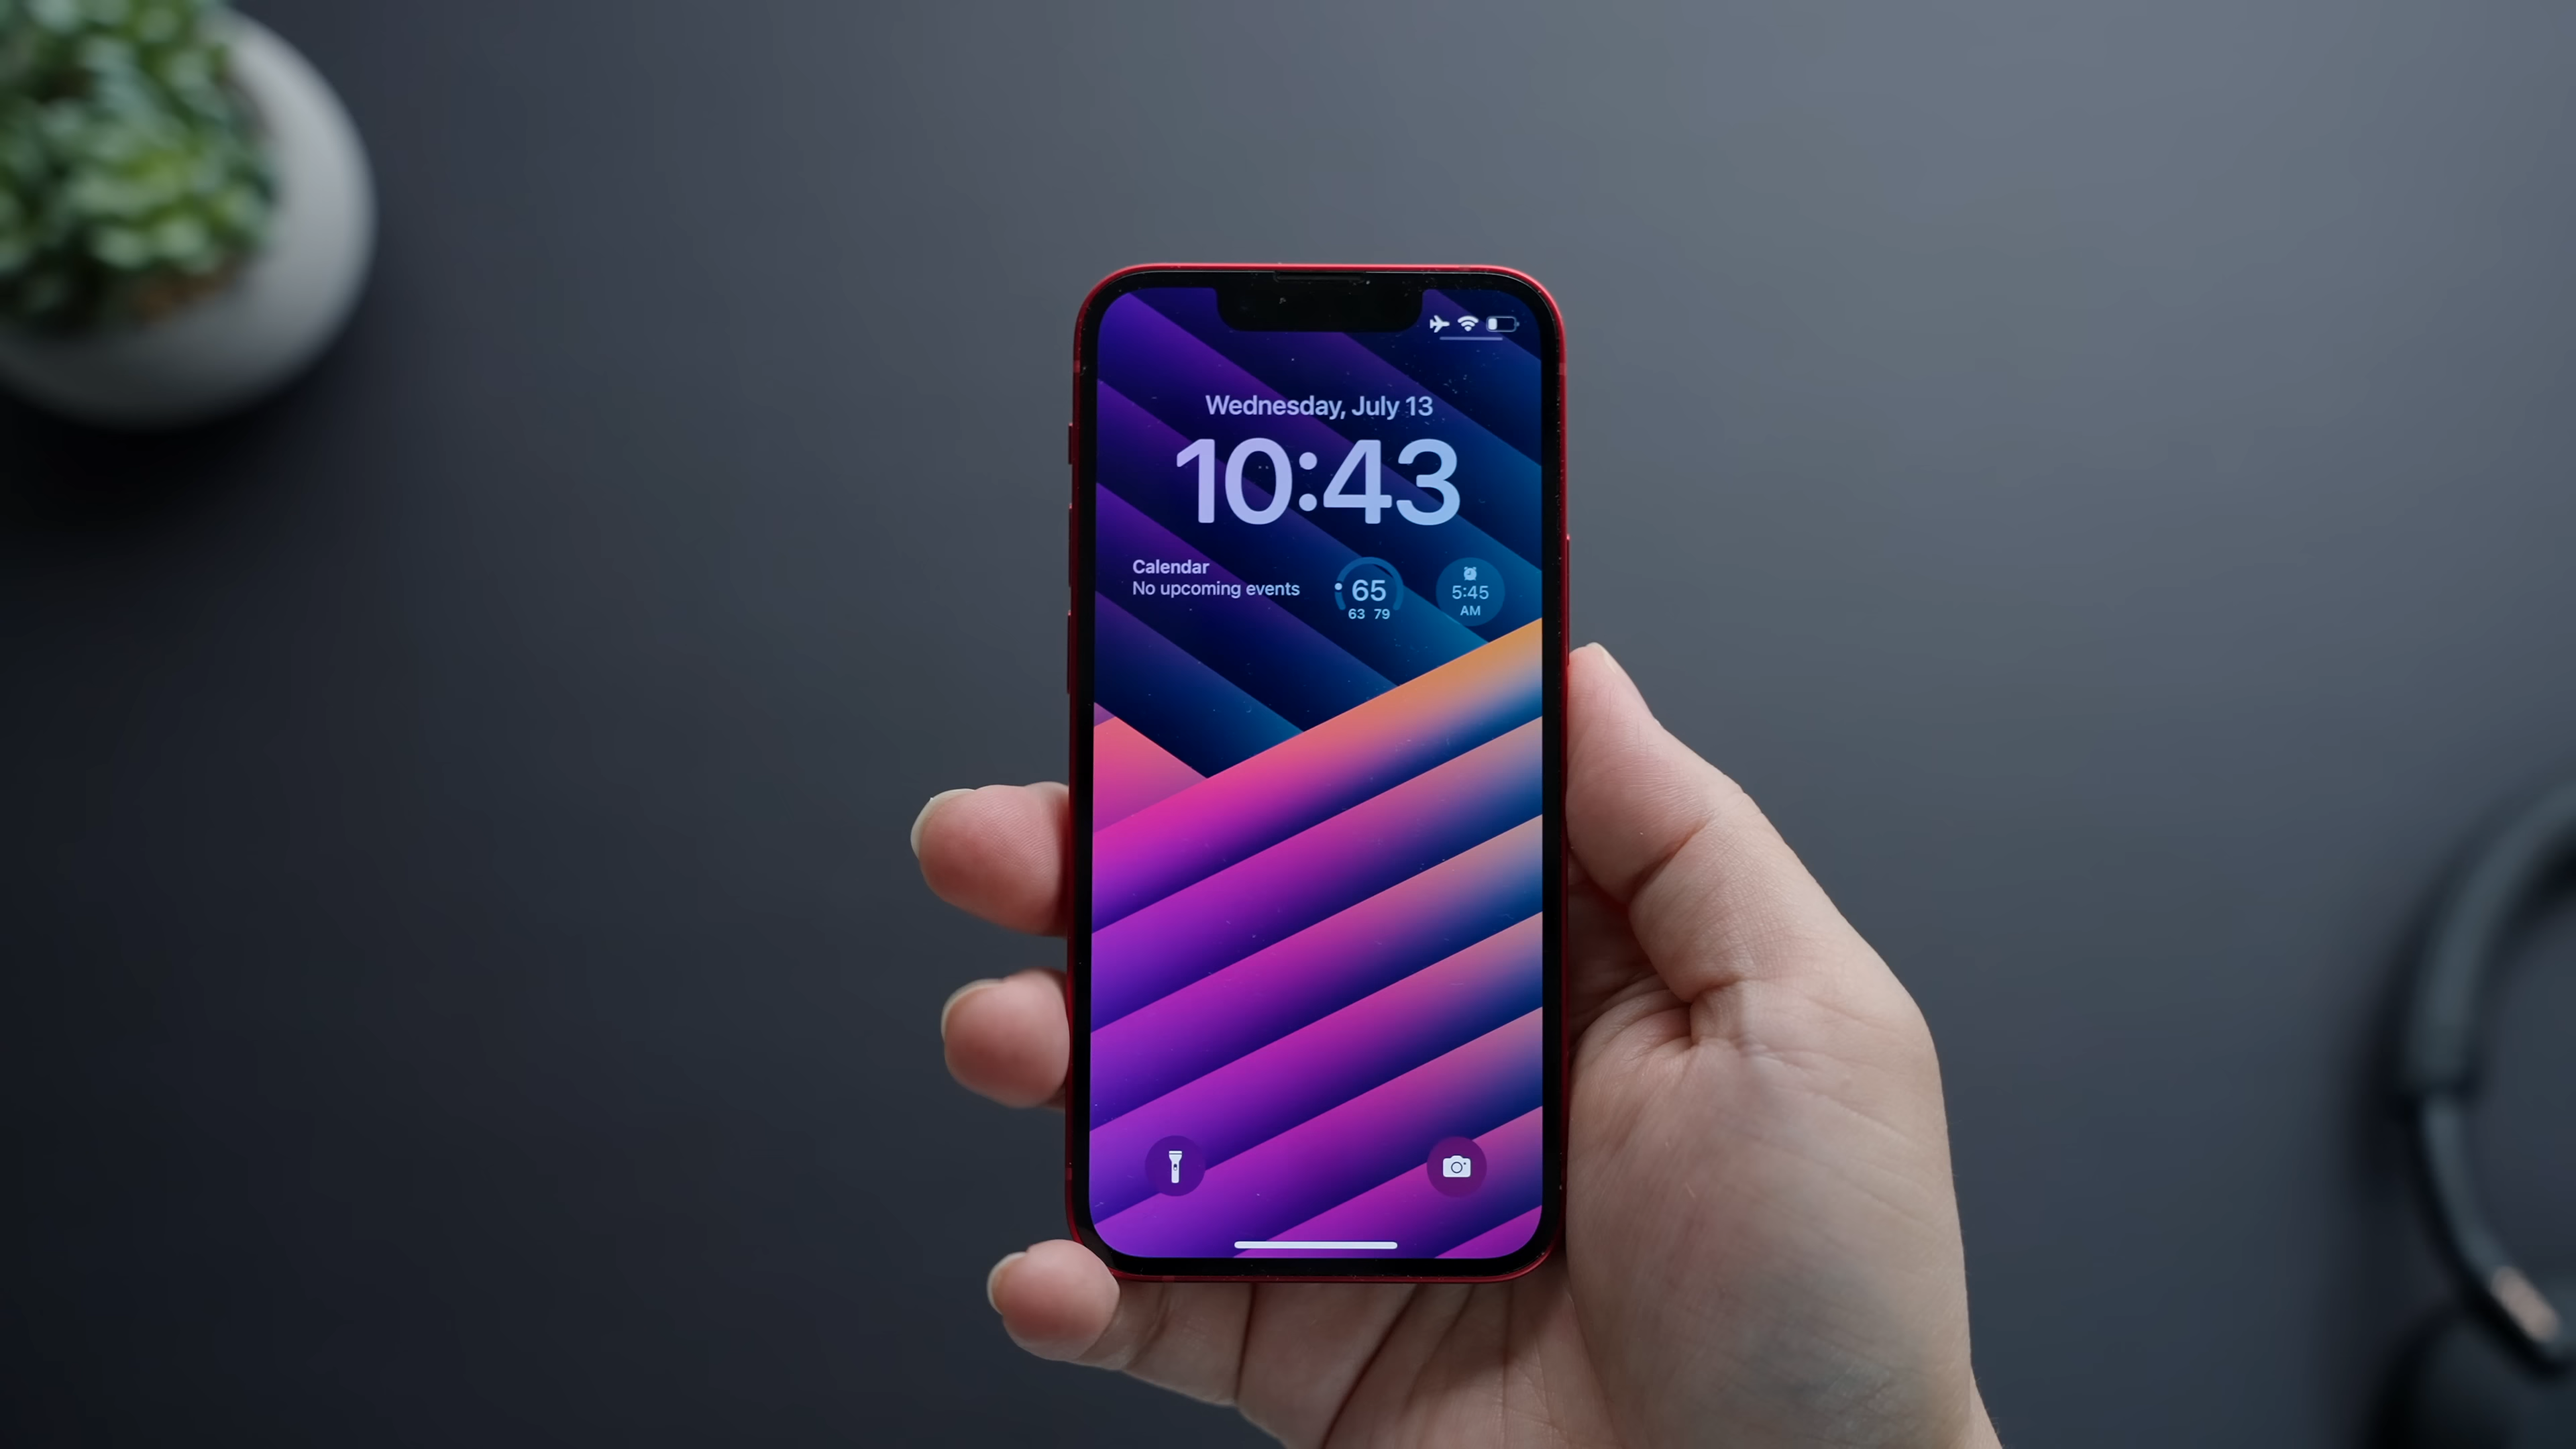 Wednesday, July 13
10:43
Calendar
No upcoming events
65
63 79
5:45
AM